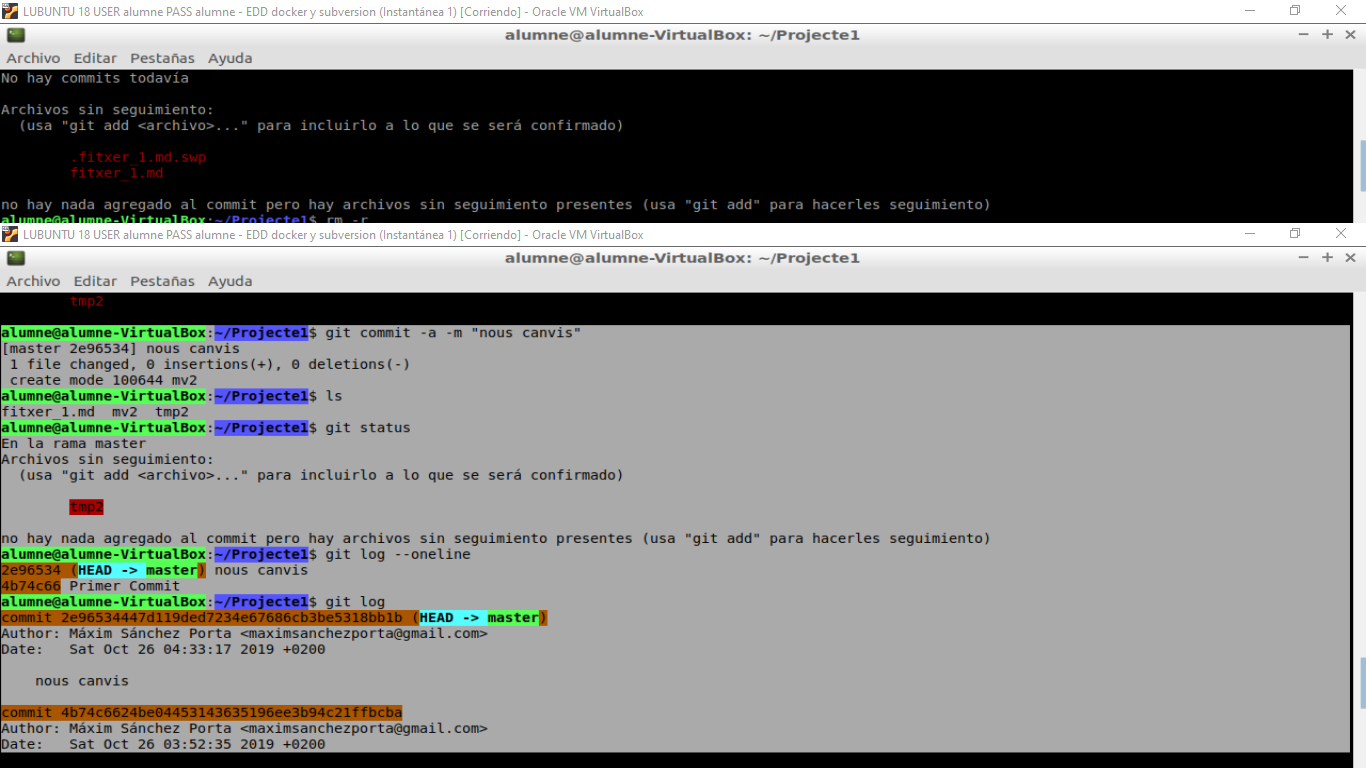 LUBUNTU 18 USER alumne PASS alumne - EDD docker y subversion (Instantánea 1) [Corriendo] - Oracle VM VirtualBox
alumne@alumne-VirtualBox: ~/Projecte1
Archivo Editar Pestañas Ayuda
No hay commits todavía
Archivos sin seguimiento:
(usa "git add <archivo>..." para incluirlo a lo que se será confirmado)
.fitxer_1.md.swp
fitxer_1.md
no hay nada agregado al commit pero hay archivos sin seguimiento presentes (usa "git add" para hacerles seguimiento)
alumne@alumne-VirtualBox:~/Projecte1$ rm -r
LUBUNTU 18 USER alumne PASS alumne - EDD docker y subversion (Instantánea 1) [Corriendo] - Oracle VM VirtualBox
alumne@alumne-VirtualBox: ~/Projecte1
Archivo Editar Pestañas Ayuda
tmp2
alumne@alumne-VirtualBox:~/Projecte1$ git commit -a -m "nous canvis"
[master 2e96534] nous canvis
1 file changed, 0 insertions(+), 0 deletions(-)
create mode 100644 mv2
alumne@alumne-VirtualBox:~/Projecte1$ ls
fitxer_1.md mv2 tmp2
alumne@alumne-VirtualBox:~/Projecte1$ git status
En la rama master
Archivos sin seguimiento:
(usa "git add <archivo>..." para incluirlo a lo que se será confirmado)
tmp2
no hay nada agregado al commit pero hay archivos sin seguimiento presentes (usa "git add" para hacerles seguimiento)
alumne@alumne-VirtualBox:~/Projecte1$ git log --oneline
2e96534 (HEAD -> master) nous canvis
4b74c66 Primer Commit
alumne@alumne-VirtualBox:~/Projecte1$ git log
commit 2e96534447d119ded7234e67686cb3be5318bb1b (HEAD -> master)
Author: Máxim Sánchez Porta <maximsanchezporta@gmail.com>
Date: Sat Oct 26 04:33:17 2019 +0200
nous canvis
commit 4b74c6624be04453143635196ee3b94c21ffbcba
Author: Máxim Sánchez Porta <maximsanchezporta@gmail.com>
Date: Sat Oct 26 03:52:35 2019 +0200